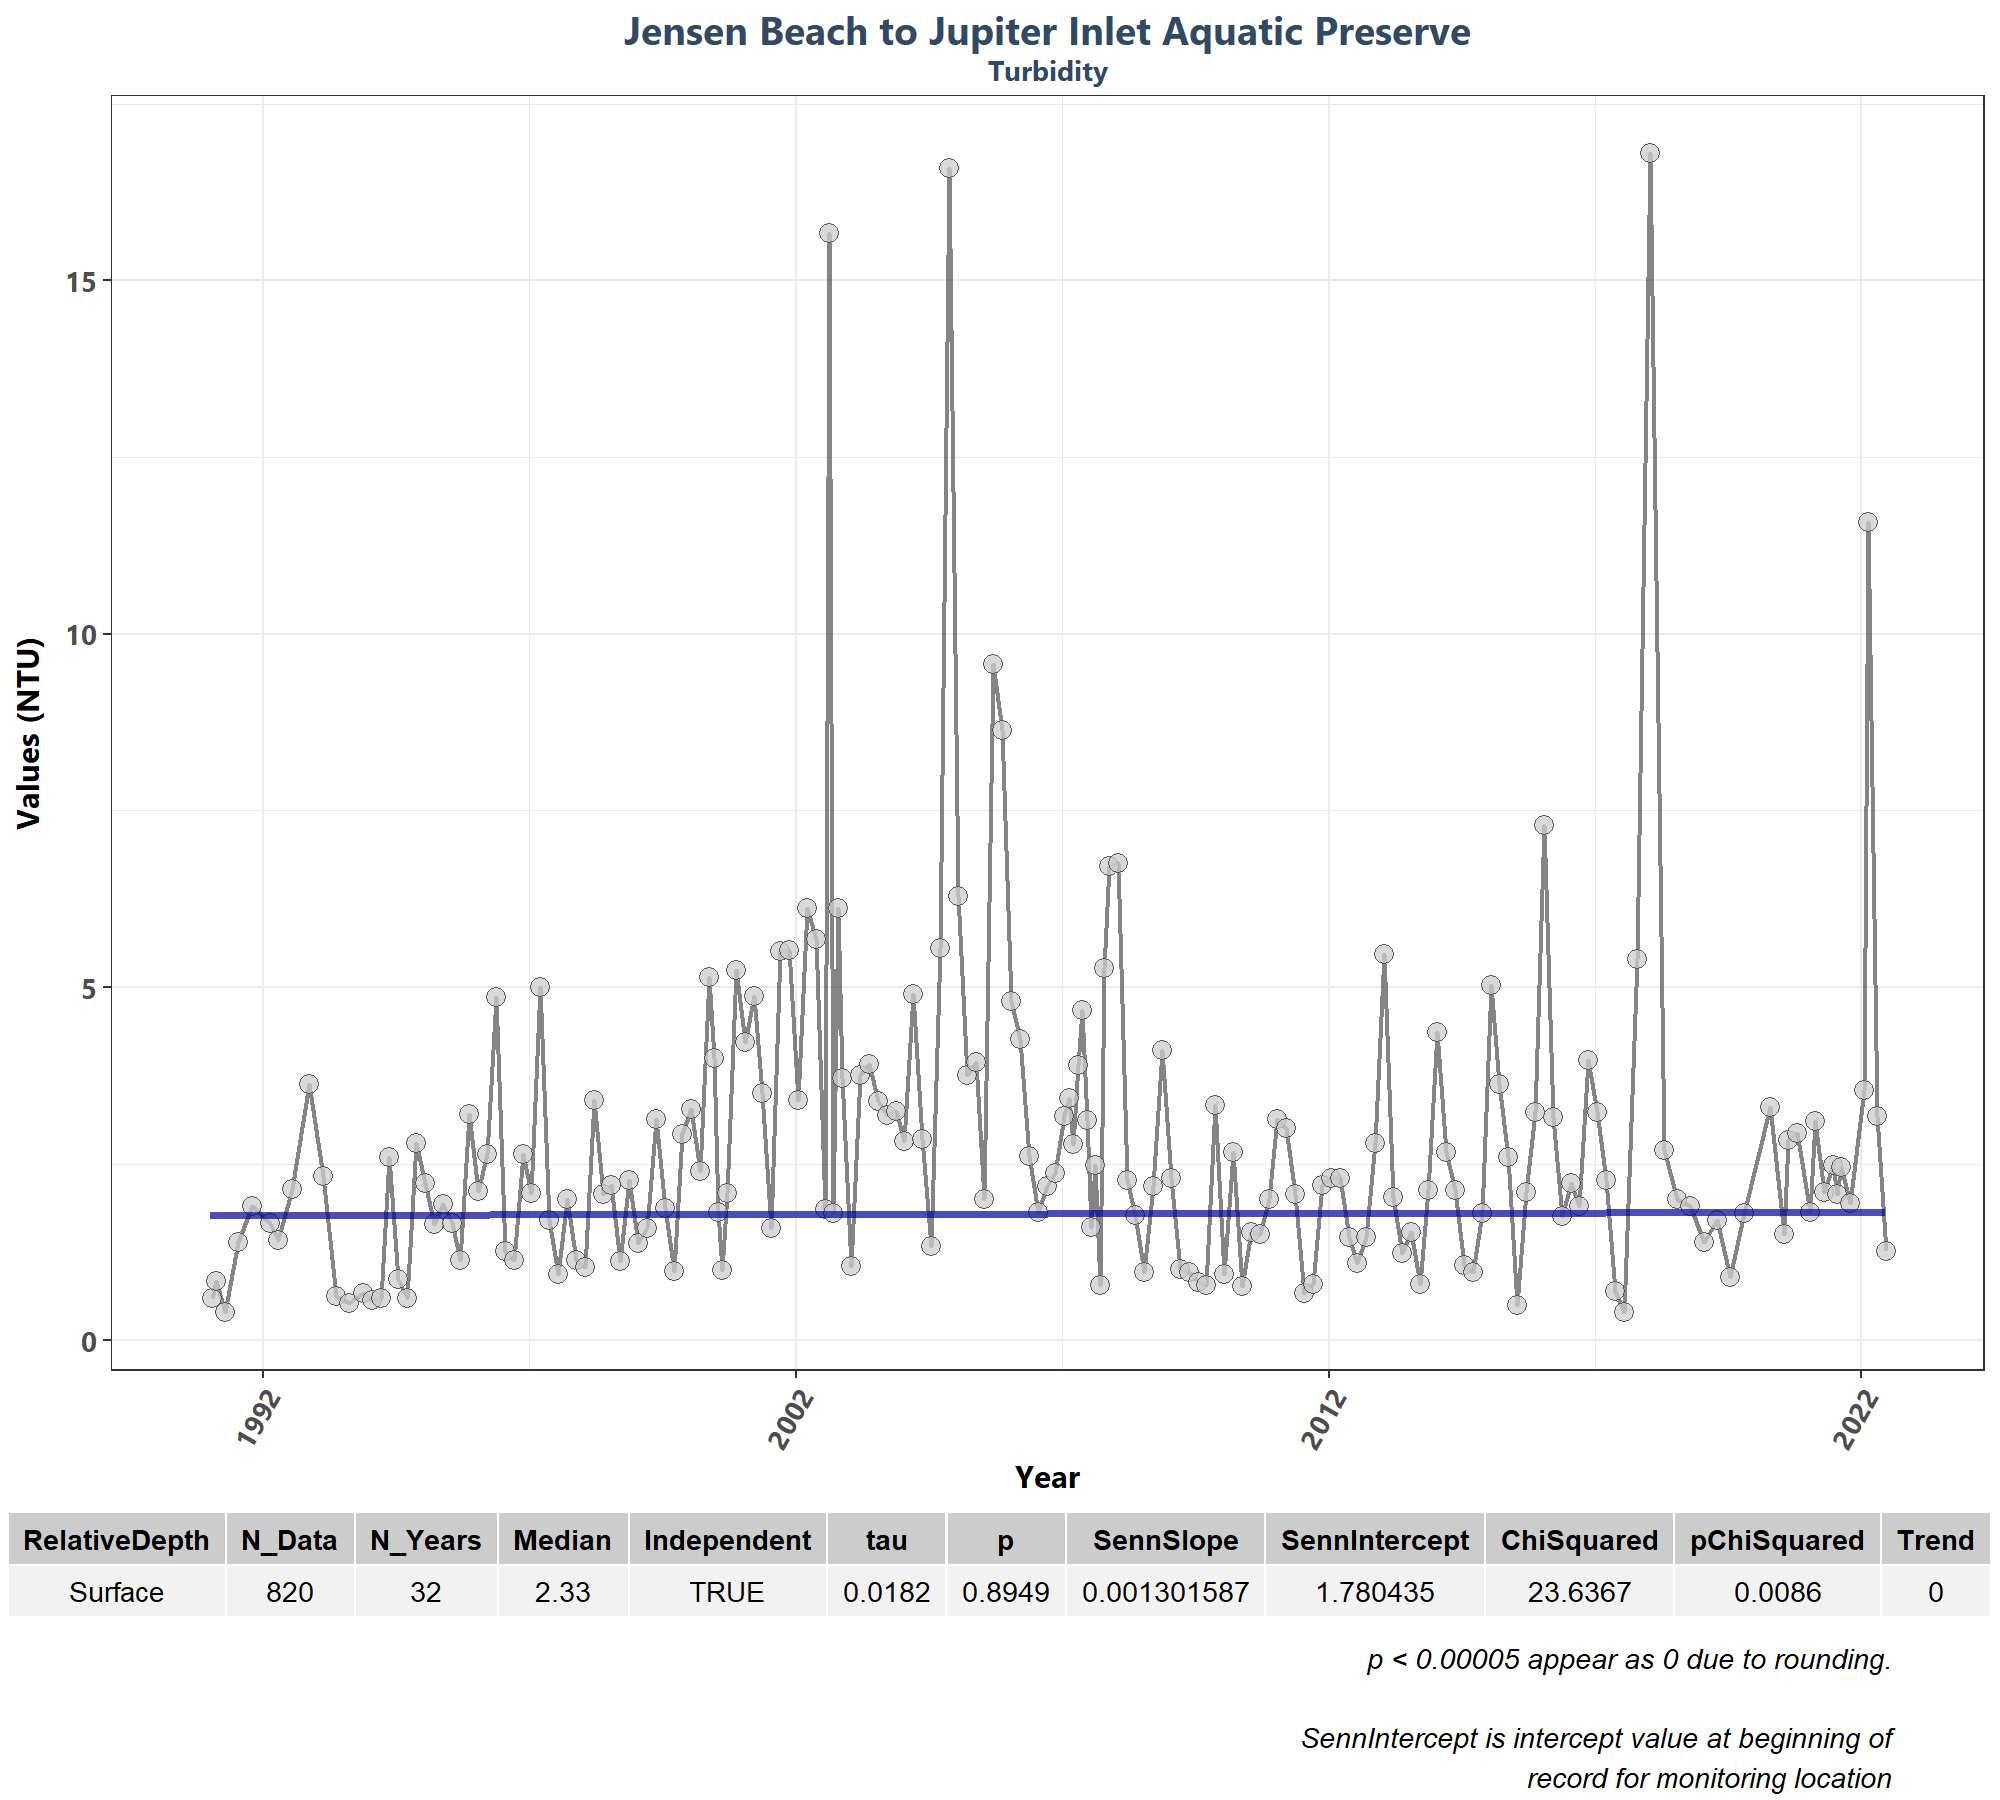 Jensen Beach to Jupiter Inlet Aquatic Preserve
Turbidity
Values (NTU)
15
10
5
0
1992 2002 2012 2022
Year
RelativeDepth N_Data N_Years Median Independent tau p SennSlope SennIntercept ChiSquared pChiSquared Trend
Surface 820 32 2.33 TRUE 0.0182 0.8949 0.001301587 1.780435 23.6367 0.0086 0
p < 0.00005 appear as 0 due to rounding.
SennIntercept is intercept value at beginning of
record for monitoring location